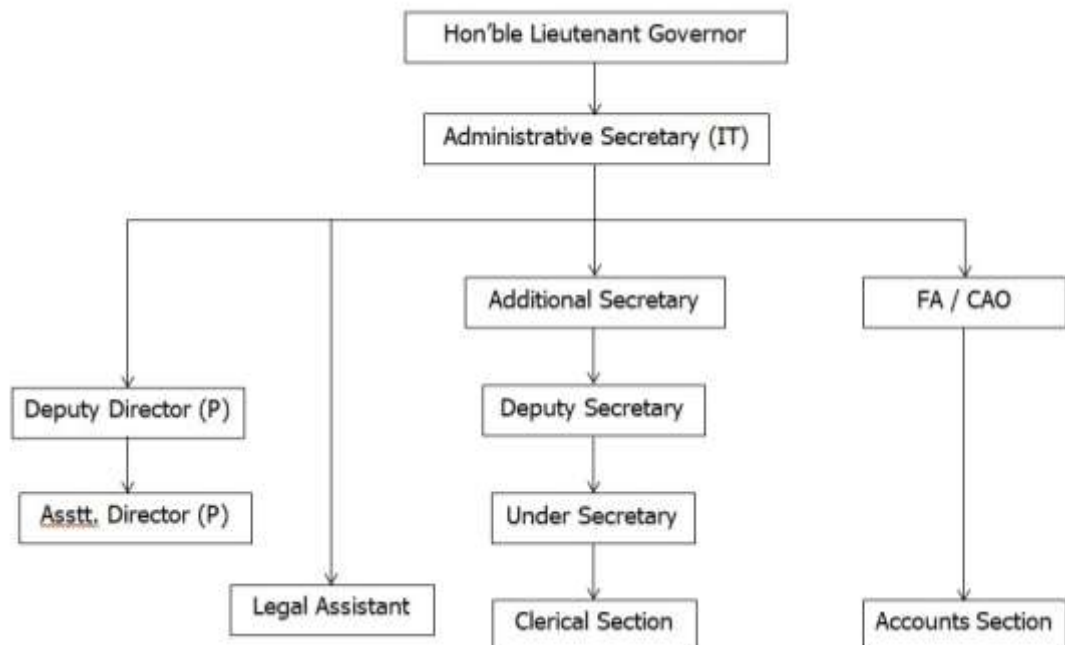 Hon'ble Lieutenant Governor
Administrative Secretary (IT)
Additional Secretary
FA / CAO
Deputy Director (P)
Deputy Secretary
Asstt. Director (P)
Under Secretary
Legal Assistant
Clerical Section
Accounts Section